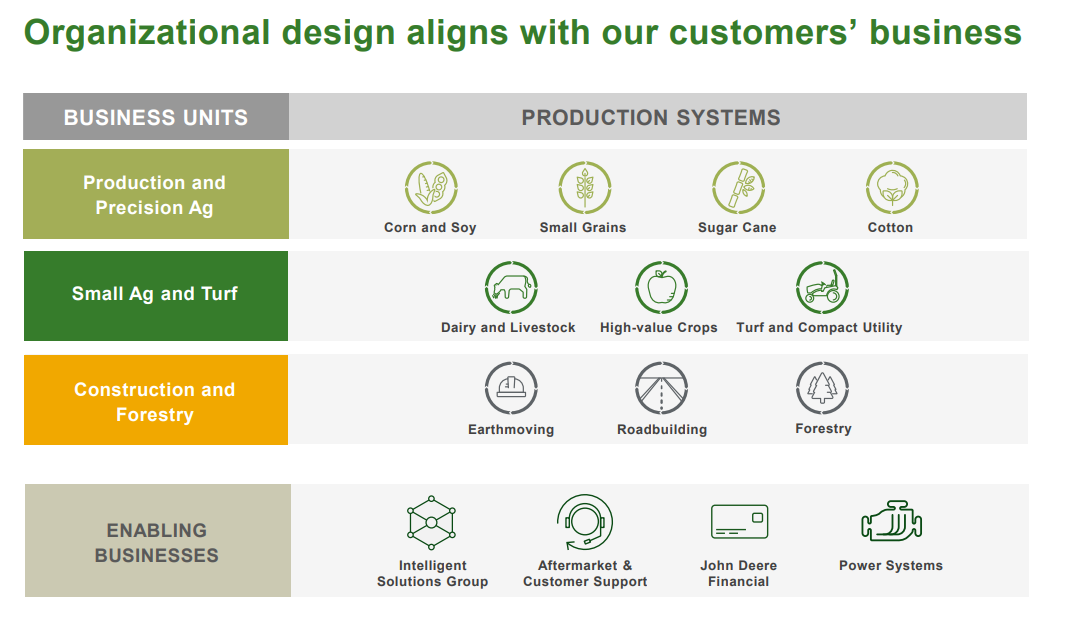 Organizational design aligns with our customers’ business
BUSINESS UNITS
PRODUCTION SYSTEMS
Production and
Precision Ag
Corn and Soy
Small Grains
Sugar Cane
Cotton
Small Ag and Turf
Dairy and Livestock
High-value Crops
Turf and Compact Utility
Construction and
Forestry
Earthmoving
Roadbuilding
Forestry
ENABLING
BUSINESSES
Intelligent
Solutions Group
Aftermarket &
Customer Support
John Deere
Financial
Power Systems